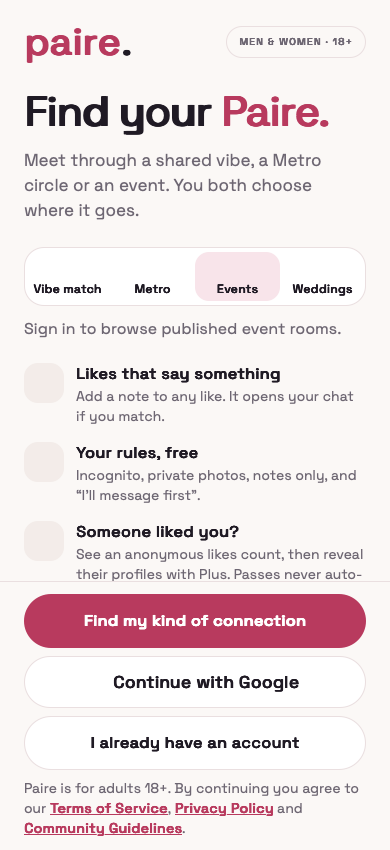 paire.
MEN & WOMEN · 18+
Find your Paire.
Meet through a shared vibe, a Metro
circle or an event. You both choose
where it goes.
Vibe match
Metro
Events
Weddings
Sign in to browse published event rooms.
Likes that say something
Add a note to any like. It opens your chat
if you match.
Your rules, free
Incognito, private photos, notes only, and
“I’ll message first”.
Someone liked you?
See an anonymous likes count, then reveal
their profiles with Plus. Passes never auto-
Find my kind of connection
Continue with Google
I already have an account
Paire is for adults 18+. By continuing you agree to
our Terms of Service, Privacy Policy and
Community Guidelines.